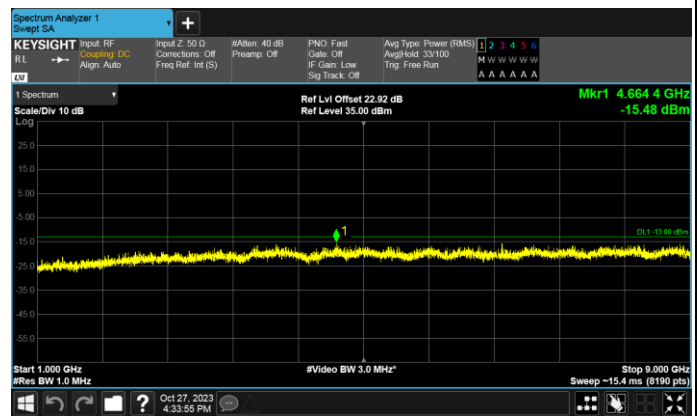 Spectrum Analyzer 1
Swept SA
+
KEYSIGHT
RL
LXI
Input: RF
Coupling: DC
Align: Auto
Input Z: 50 Ω
Corrections: Off
Freq Ref: Int (S)
#Atten: 40 dB
Preamp: Off
PNO: Fast
Gate: Off
IF Gain: Low
Sig Track: Off
Avg Type: Power (RMS)
Avg|Hold: 33/100
Trig: Free Run
1 2 3 4 5 6
M W W W W W
A A A A A A
1 Spectrum
Scale/Div 10 dB
Log
Ref Lvl Offset 22.92 dB
Ref Level 35.00 dBm
Mkr1 4.664 4 GHz
-15.48 dBm
25.0
15.0
5.00
-5.00
1
DL1 -13.00 dBm
-15.0
-25.0
-35.0
-45.0
-55.0
Start 1.000 GHz
#Res BW 1.0 MHz
#Video BW 3.0 MHz*
Stop 9.000 GHz
Sweep ~15.4 ms (8190 pts)
?
Oct 27, 2023
4:33:55 PM